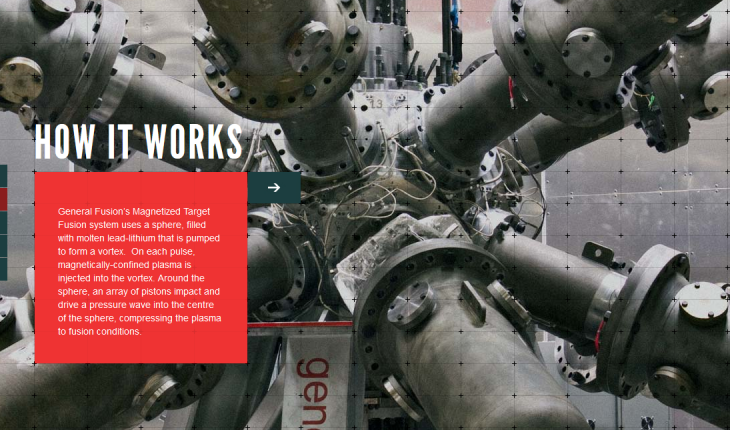 13
HOW IT WORKS
General Fusion's Magnetized Target
Fusion system uses a sphere, filled
with molten lead-lithium that is pumped
to form a vortex.  On each pulse,
magnetically-confined plasma is
injected into the vortex. Around the
sphere, an array of pistons impact and
drive a pressure wave into the centre
of the sphere, compressing the plasma
to fusion conditions.
gen